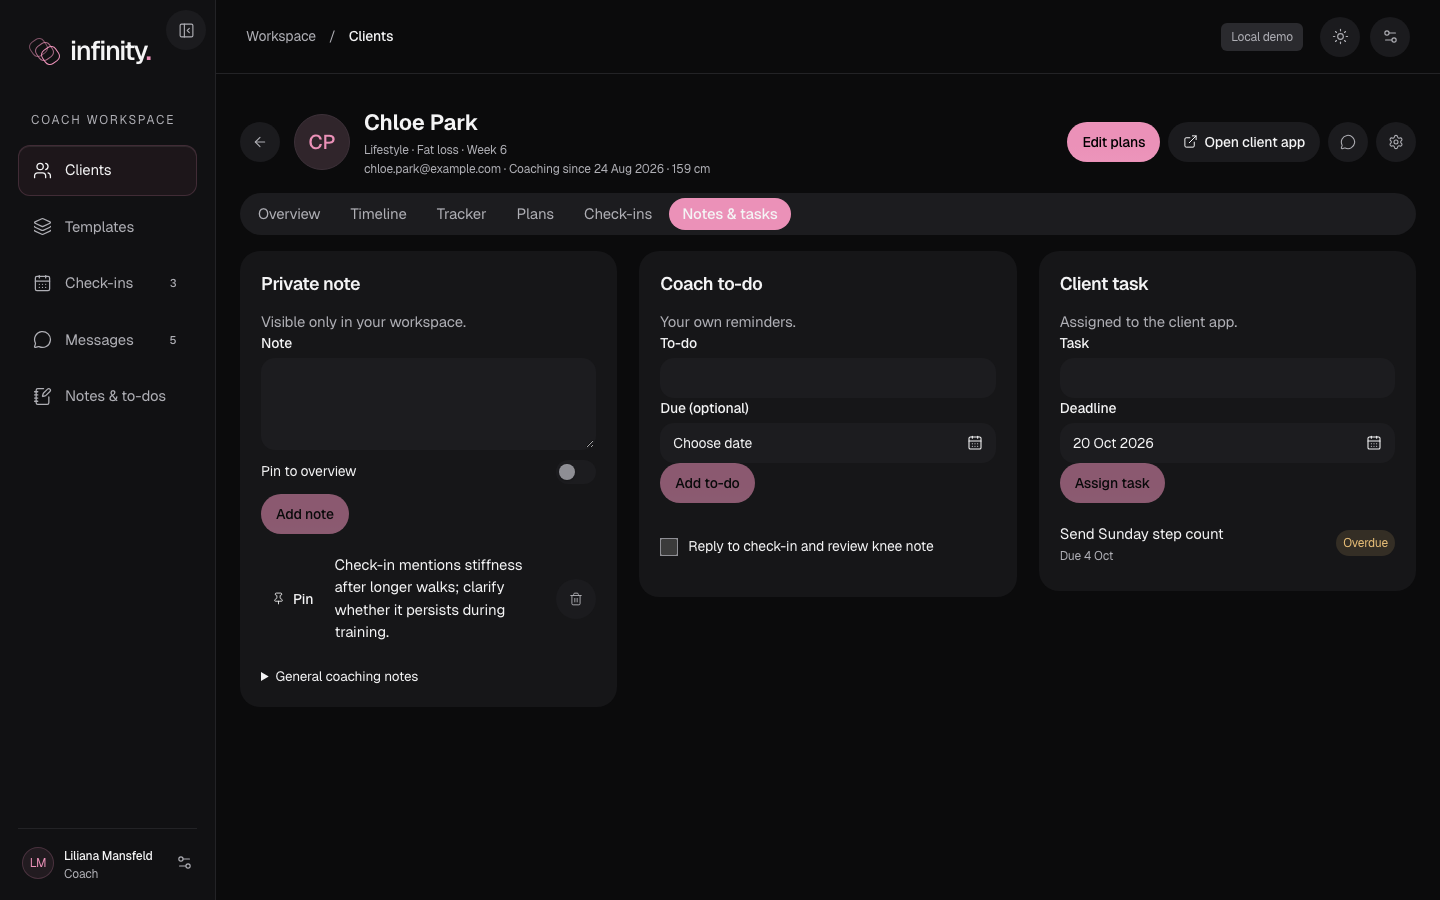 infinity.
COACH WORKSPACE
Clients
Templates
Check-ins 3
Messages 5
Notes & to-dos
LM
Liliana Mansfeld
Coach
Workspace / Clients
Local demo
CP
Chloe Park
Lifestyle · Fat loss · Week 6
chloe.park@example.com · Coaching since 24 Aug 2026 · 159 cm
Edit plans
Open client app
Overview Timeline Tracker Plans Check-ins Notes & tasks
Private note
Visible only in your workspace.
Note
Pin to overview
Add note
Pin
Check-in mentions stiffness
after longer walks; clarify
whether it persists during
training.
General coaching notes
Coach to-do
Your own reminders.
To-do
Due (optional)
Choose date
Add to-do
Reply to check-in and review knee note
Client task
Assigned to the client app.
Task
Deadline
20 Oct 2026
Assign task
Send Sunday step count
Due 4 Oct
Overdue